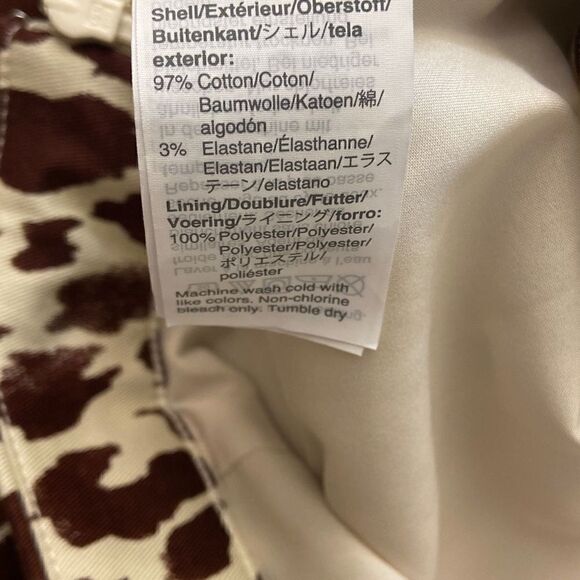 Shell/Extérieur/Oberstoff/
Buitenkant/シェル/tela
exterior:
97% Cotton/Coton/
Baumwolle/Katoen/綿/
algodón
3% Elastane/Élasthanne/
Elastan/Elastaan/エラス
テーン/elastano
Lining/Doublure/Futter/
Voering/ライニング/forro:
100% Polyester/Polyester/
Polyester/Polyester/
ポリエステル/
poliéster
Machine wash cold with
like colors. Non-chlorine
bleach only. Tumble dry